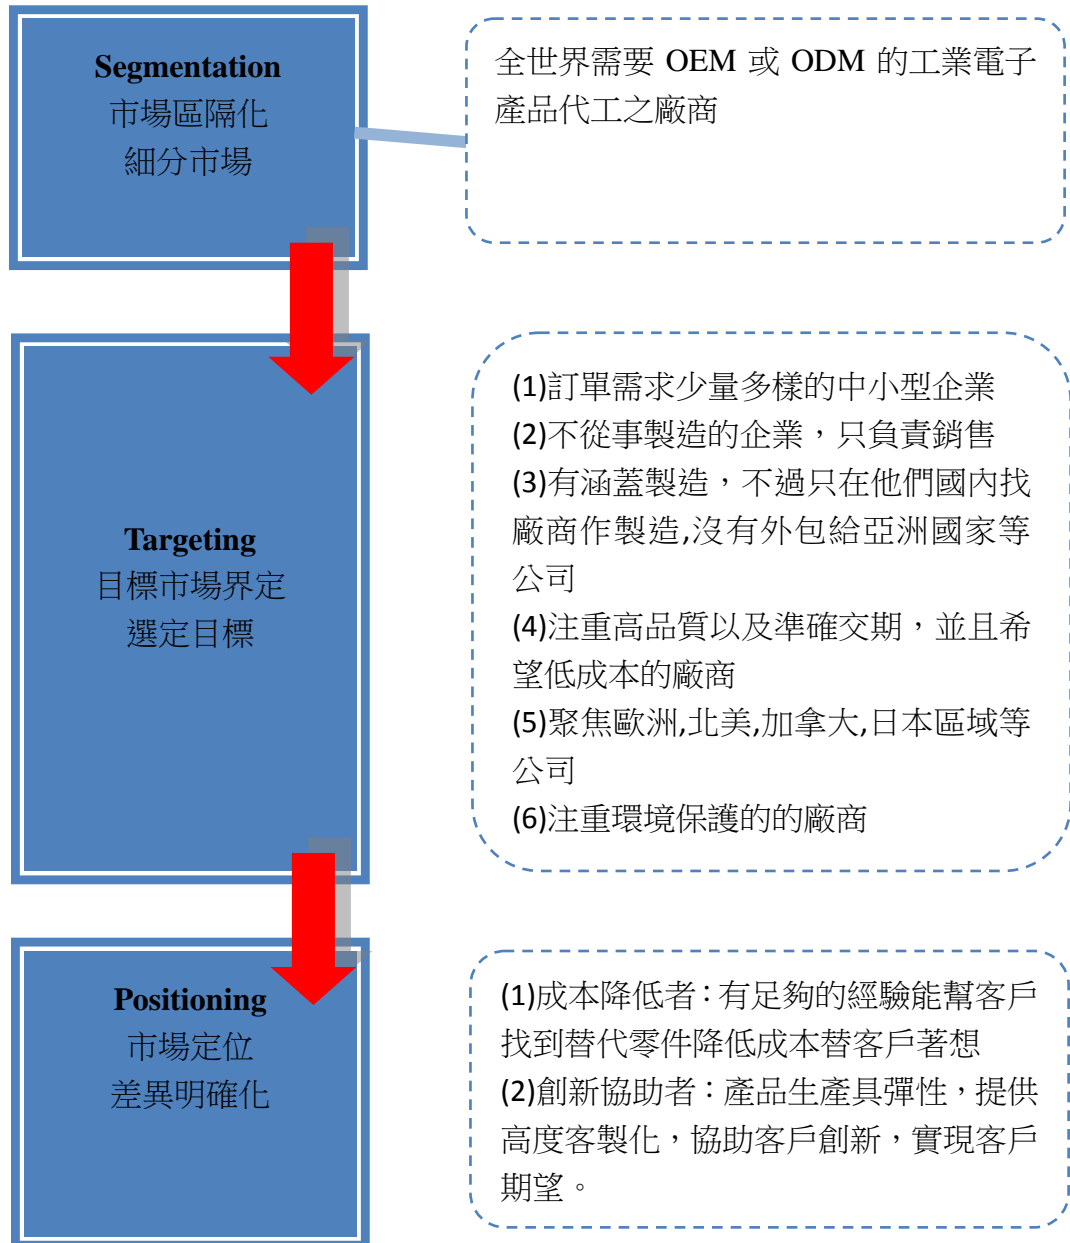 Segmentation
市場區隔化
細分市場
全世界需要 OEM 或 ODM 的工業電子
產品代工之廠商
Targeting
目標市場界定
選定目標
(1)訂單需求少量多樣的中小型企業
(2)不從事製造的企業，只負責銷售
(3)有涵蓋製造，不過只在他們國內找
廠商作製造,沒有外包給亞洲國家等
公司
(4)注重高品質以及準確交期，並且希
望低成本的廠商
(5)聚焦歐洲,北美,加拿大,日本區域等
公司
(6)注重環境保護的的廠商
Positioning
市場定位
差異明確化
(1)成本降低者：有足夠的經驗能幫客戶
找到替代零件降低成本替客戶著想
(2)創新協助者：產品生產具彈性，提供
高度客製化，協助客戶創新，實現客戶
期望。